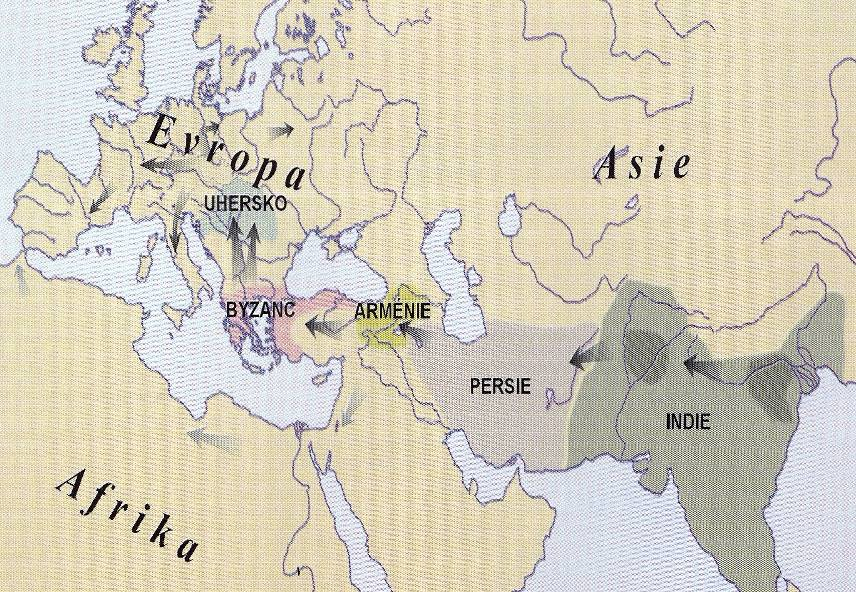 Evropa
Asie
UHERSKO
BYZANC
ARMÉNIE
PERSIE
INDIE
Afrika